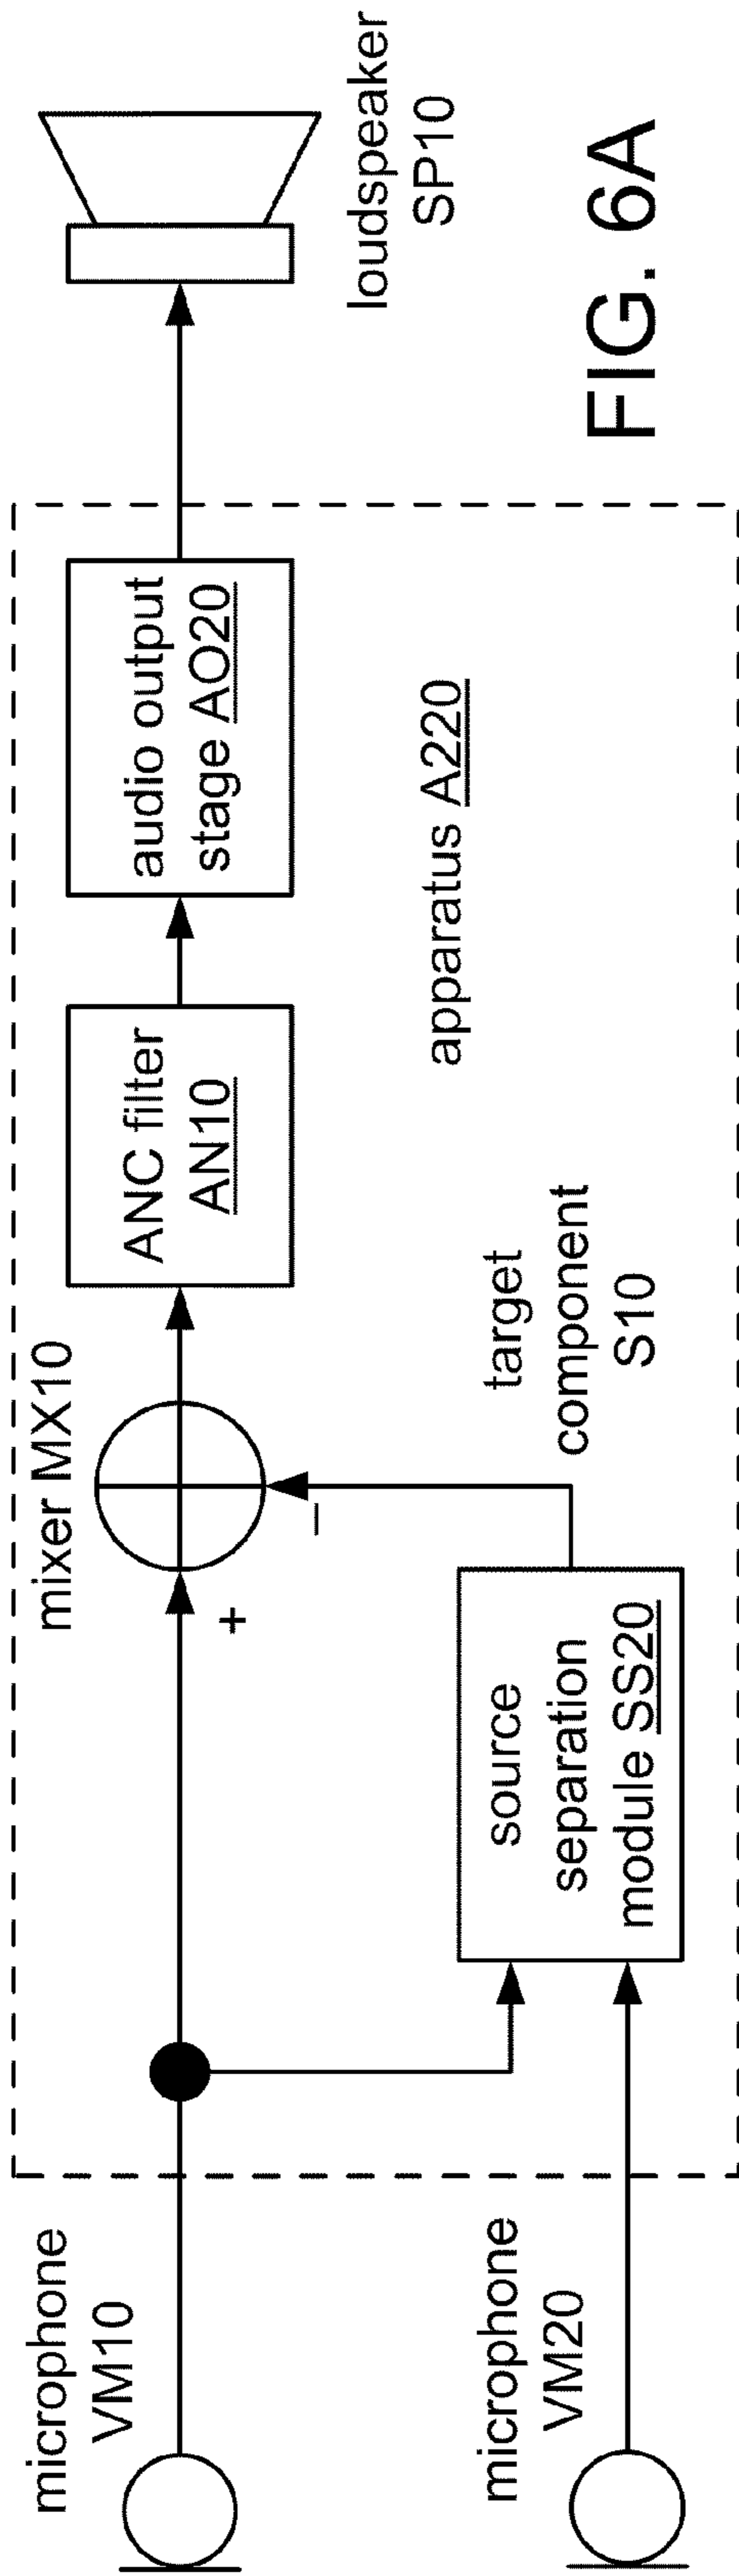 microphone
VM10
mixer MX10
+
–
ANC filter
AN10
audio output
stage AO20
loudspeaker
SP10
microphone
VM20
source
separation
module SS20
target
component
S10
apparatus A220
FIG. 6A